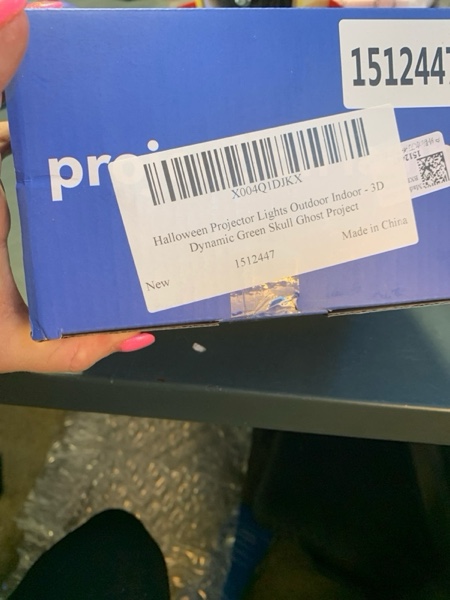 1512447
proj
X004Q1DJKX
Halloween Projector Lights Outdoor Indoor - 3D
Dynamic Green Skull Ghost Project
1512447
Made in China
New